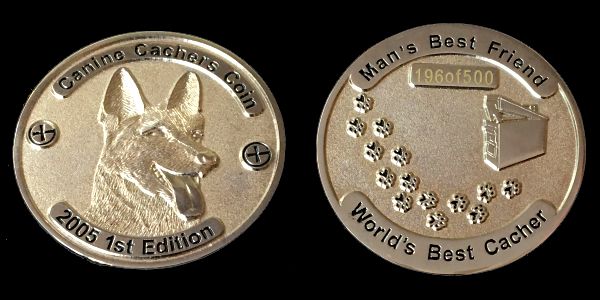 Canine Cachers Coin
2005 1st Edition
Man's Best Friend
196of500
World's Best Cacher